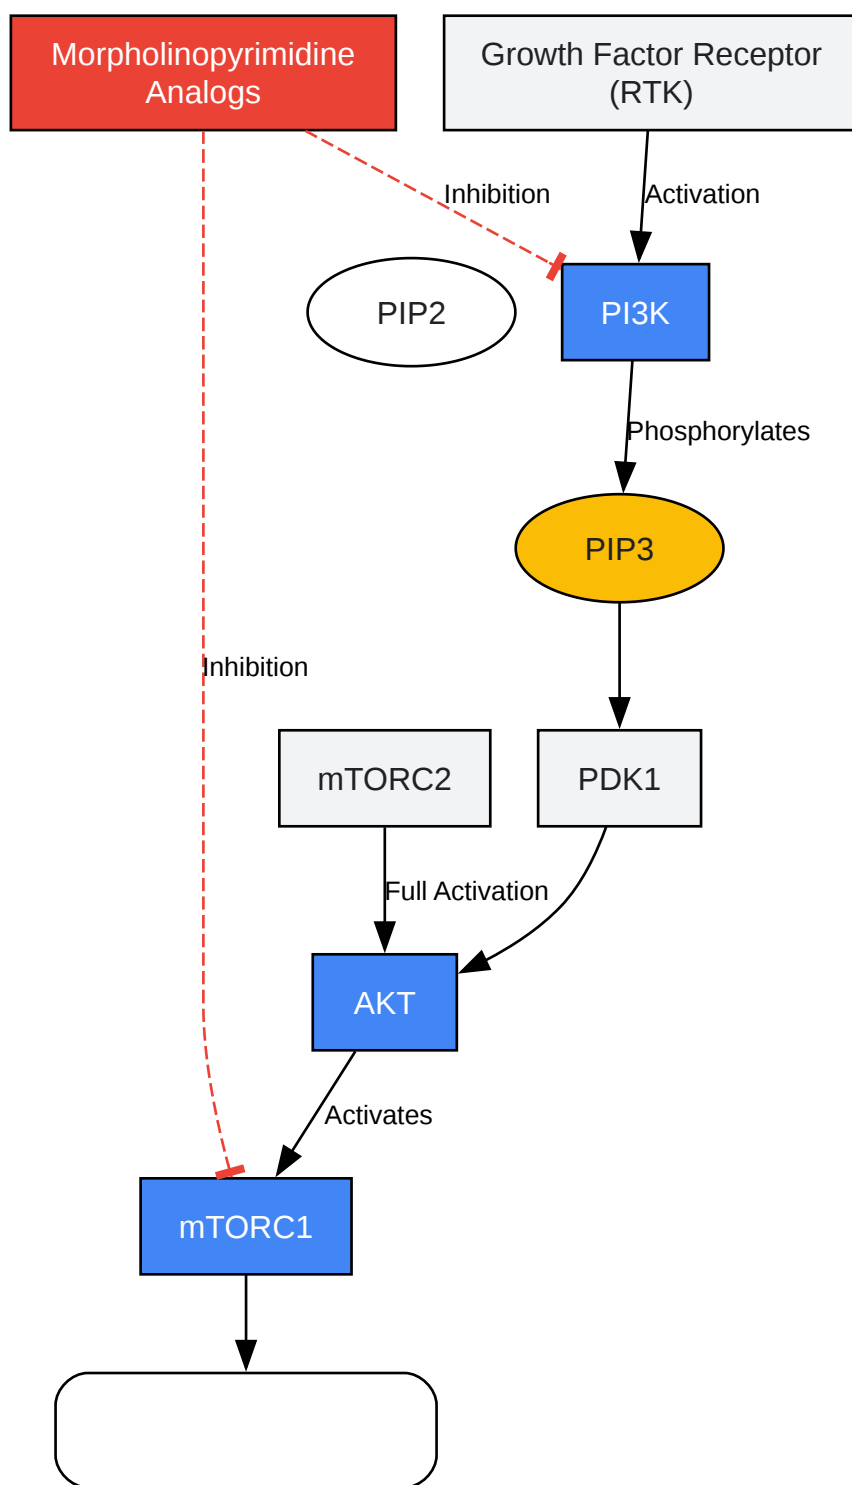 Morpholinopyrimidine
Analogs
Growth Factor Receptor
(RTK)
Inhibition
Activation
PIP2
PI3K
Phosphorylates
PIP3
Inhibition
mTORC2
PDK1
Full Activation
AKT
Activates
mTORC1